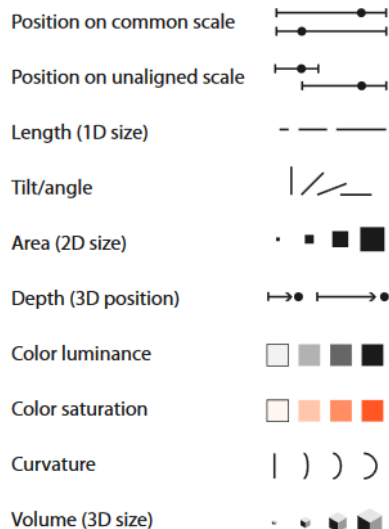 Position on common scale
Position on unaligned scale
Length (1D size)
Tilt/angle
Area (2D size)
Depth (3D position)
Color luminance
Color saturation
Curvature
Volume (3D size)